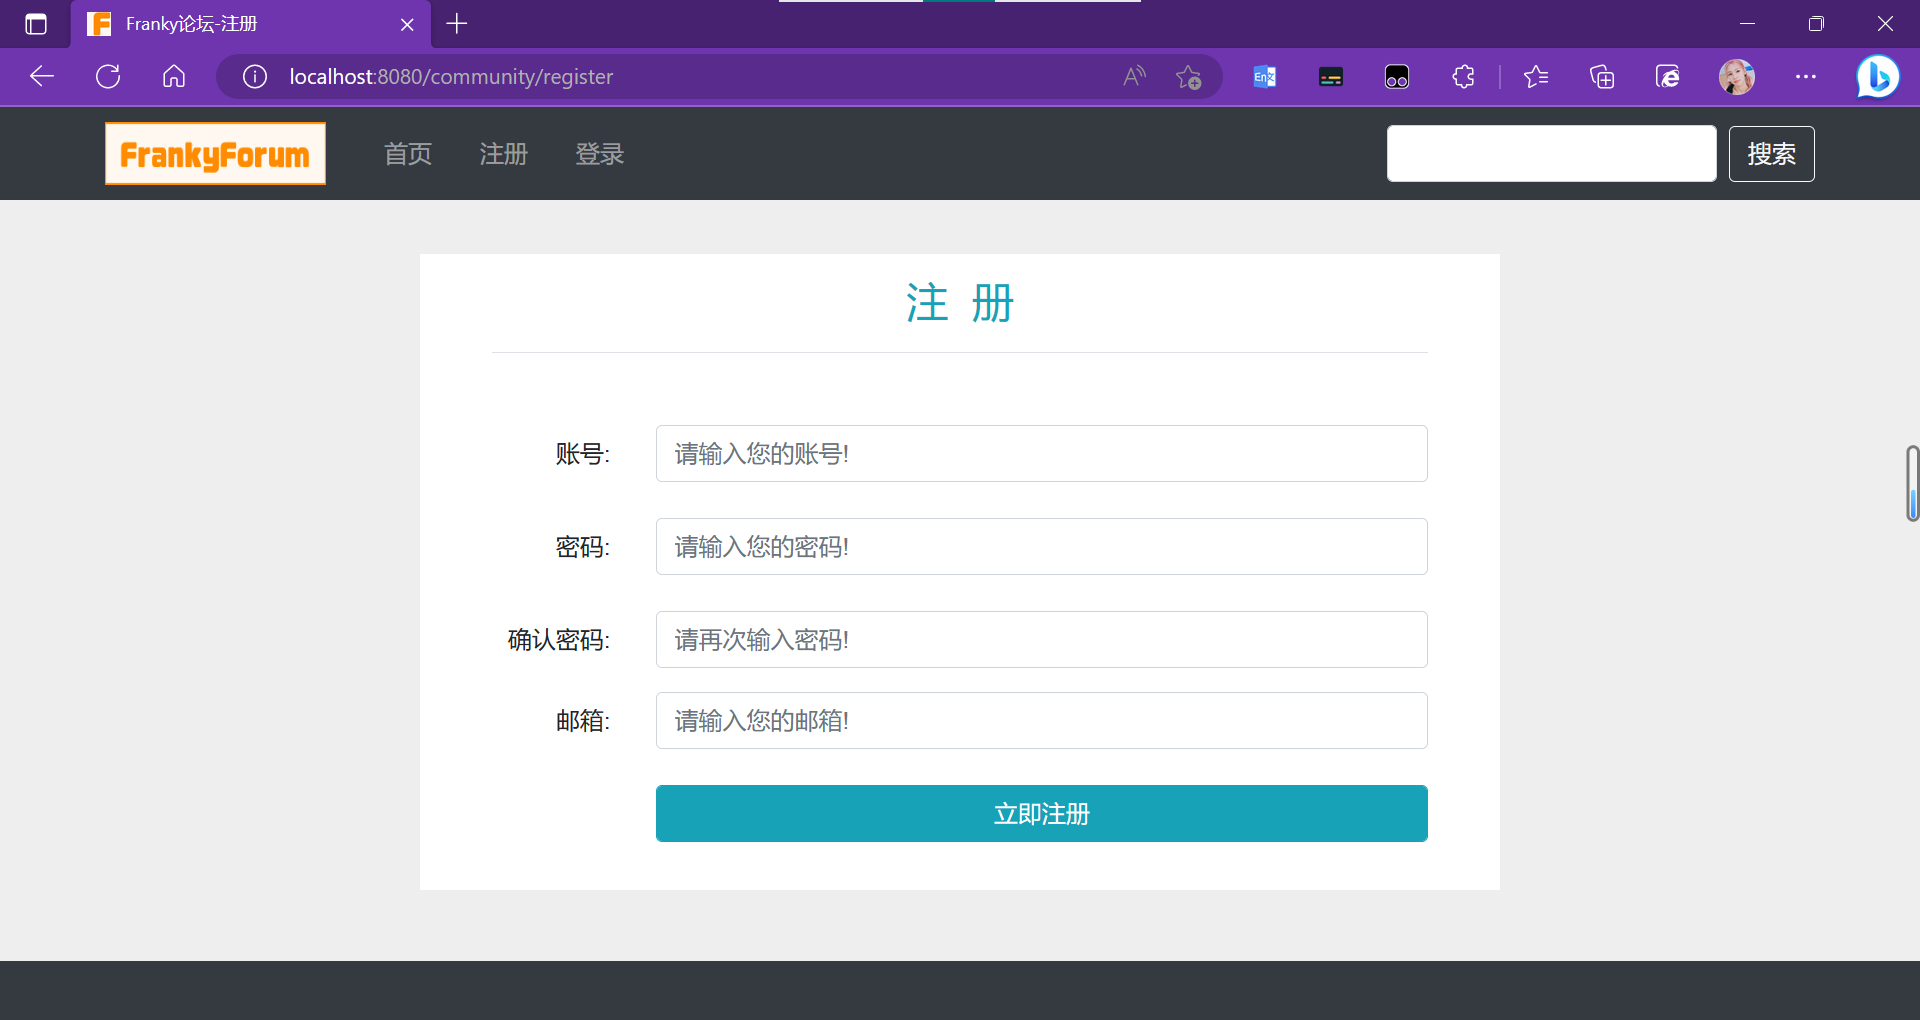 Franky论坛-注册
localhost:8080/community/register
FrankyForum
首页 注册 登录
搜索
注 册
账号: 请输入您的账号!
密码: 请输入您的密码!
确认密码: 请再次输入密码!
邮箱: 请输入您的邮箱!
立即注册